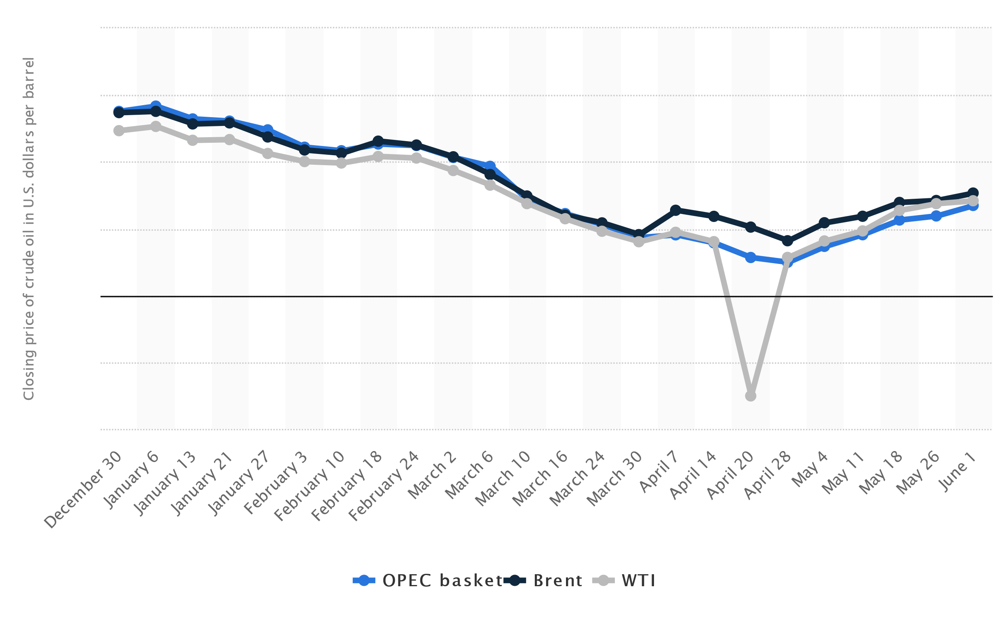 Closing price of crude oil in U.S. dollars per barrel
December 30
January 6
January 13
January 21
January 27
February 3
February 10
February 18
February 24
March 2
March 6
March 10
March 16
March 24
March 30
April 7
April 14
April 20
April 28
May 4
May 11
May 18
May 26
June 1
OPEC basket Brent WTI